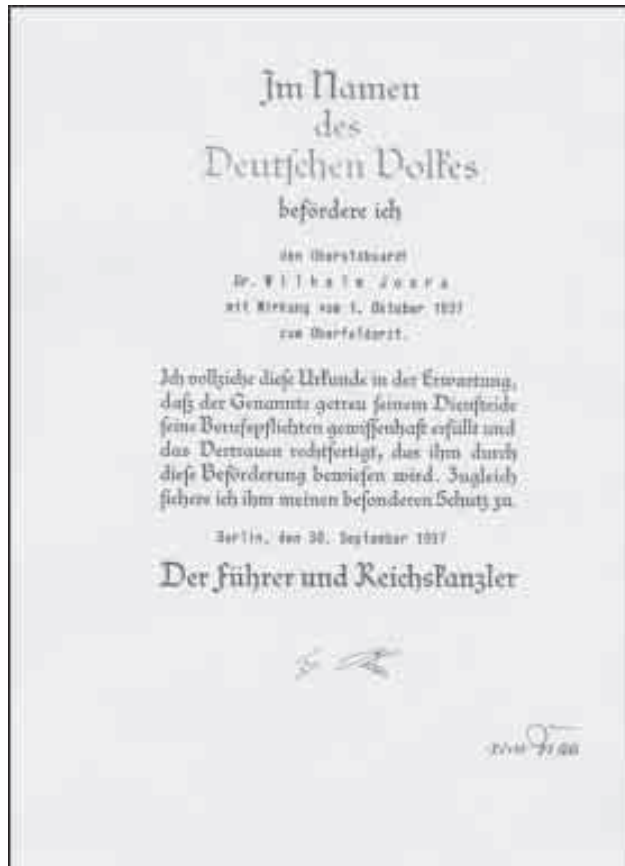 Im Namen
des
Deutschen Volkes
befördere ich
den
Dr. Wilhelm
mit Wirkung vom 1. Oktober 1937
zum Oberfeldarzt.
Ich vollziehe diese Urkunde in der Erwartung,
daß der Genannte getreu seinem Diensteide
seine Berufspflichten gewissenhaft erfüllt und
das Vertrauen rechtfertigt, das ihm durch
diese Beförderung bewiesen wird. Zugleich
sichere ich ihm meinen besonderen Schutz zu.
Berlin, den 30. September 1937
Der Führer und Reichskanzler